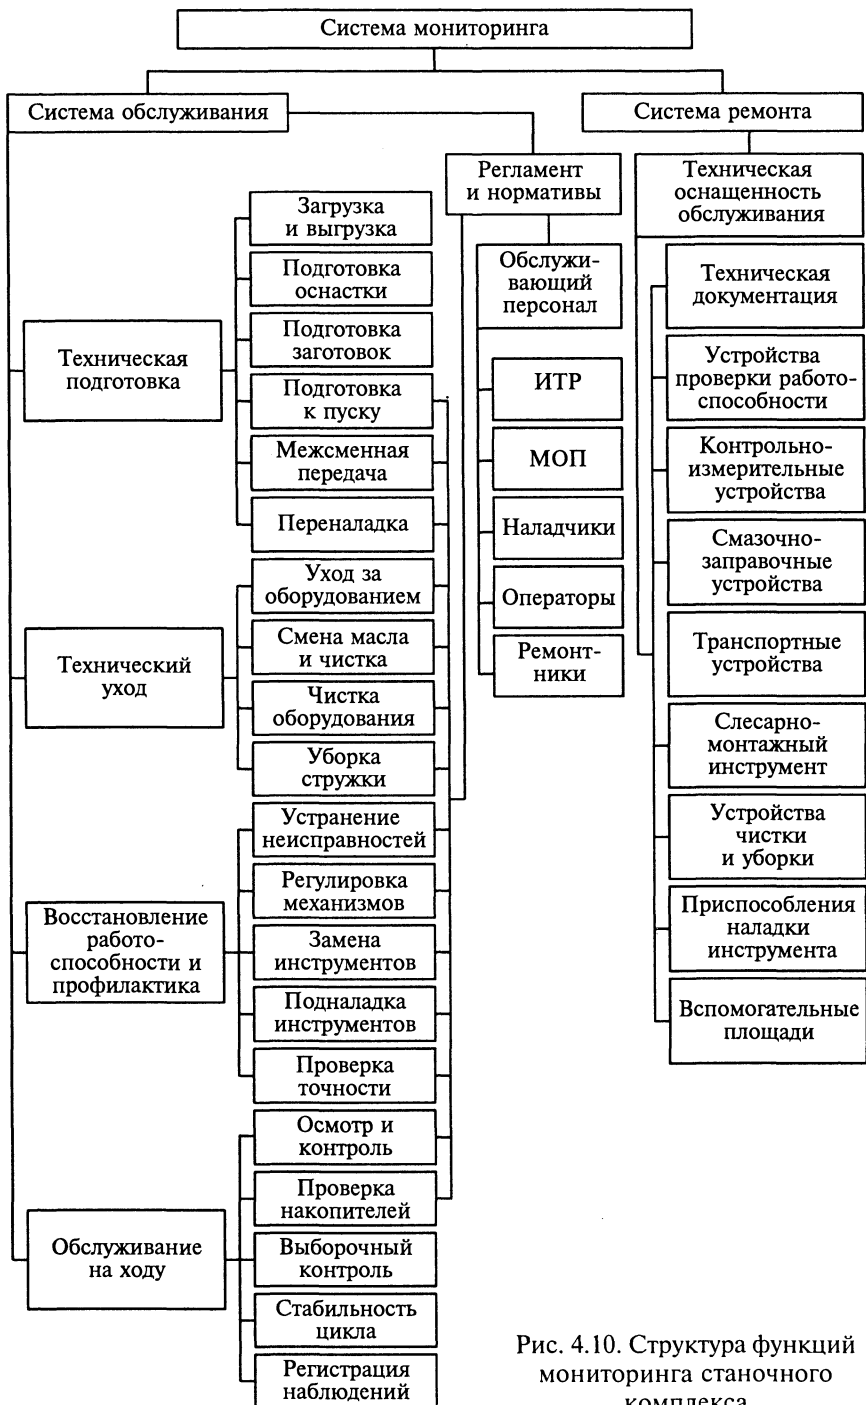 Система мониторинга
Система обслуживания
Система ремонта
Регламент
и нормативы
Техническая
оснащенность
обслуживания
Загрузка
и выгрузка
Подготовка
оснастки
Подготовка
заготовок
Подготовка
к пуску
Межсменная
передача
Переналадка
Техническая
подготовка
Уход за
оборудованием
Смена масла
и чистка
Чистка
оборудования
Уборка
стружки
Технический
уход
Устранение
неисправностей
Регулировка
механизмов
Замена
инструментов
Подналадка
инструментов
Проверка
точности
Восстановление
работо-
способности и
профилактика
Осмотр и
контроль
Проверка
накопителей
Выборочный
контроль
Стабильность
цикла
Регистрация
наблюдений
Обслуживание
на ходу
Обслужи-
вающий
персонал
ИТР
МОП
Наладчики
Операторы
Ремонт-
ники
Техническая
документация
Устройства
проверки работо-
способности
Контрольно-
измерительные
устройства
Смазочно-
заправочные
устройства
Транспортные
устройства
Слесарно-
монтажный
инструмент
Устройства
чистки
и уборки
Приспособления
наладки
инструмента
Вспомогательные
площади
Рис. 4.10. Структура функций
мониторинга станочного
комплекса